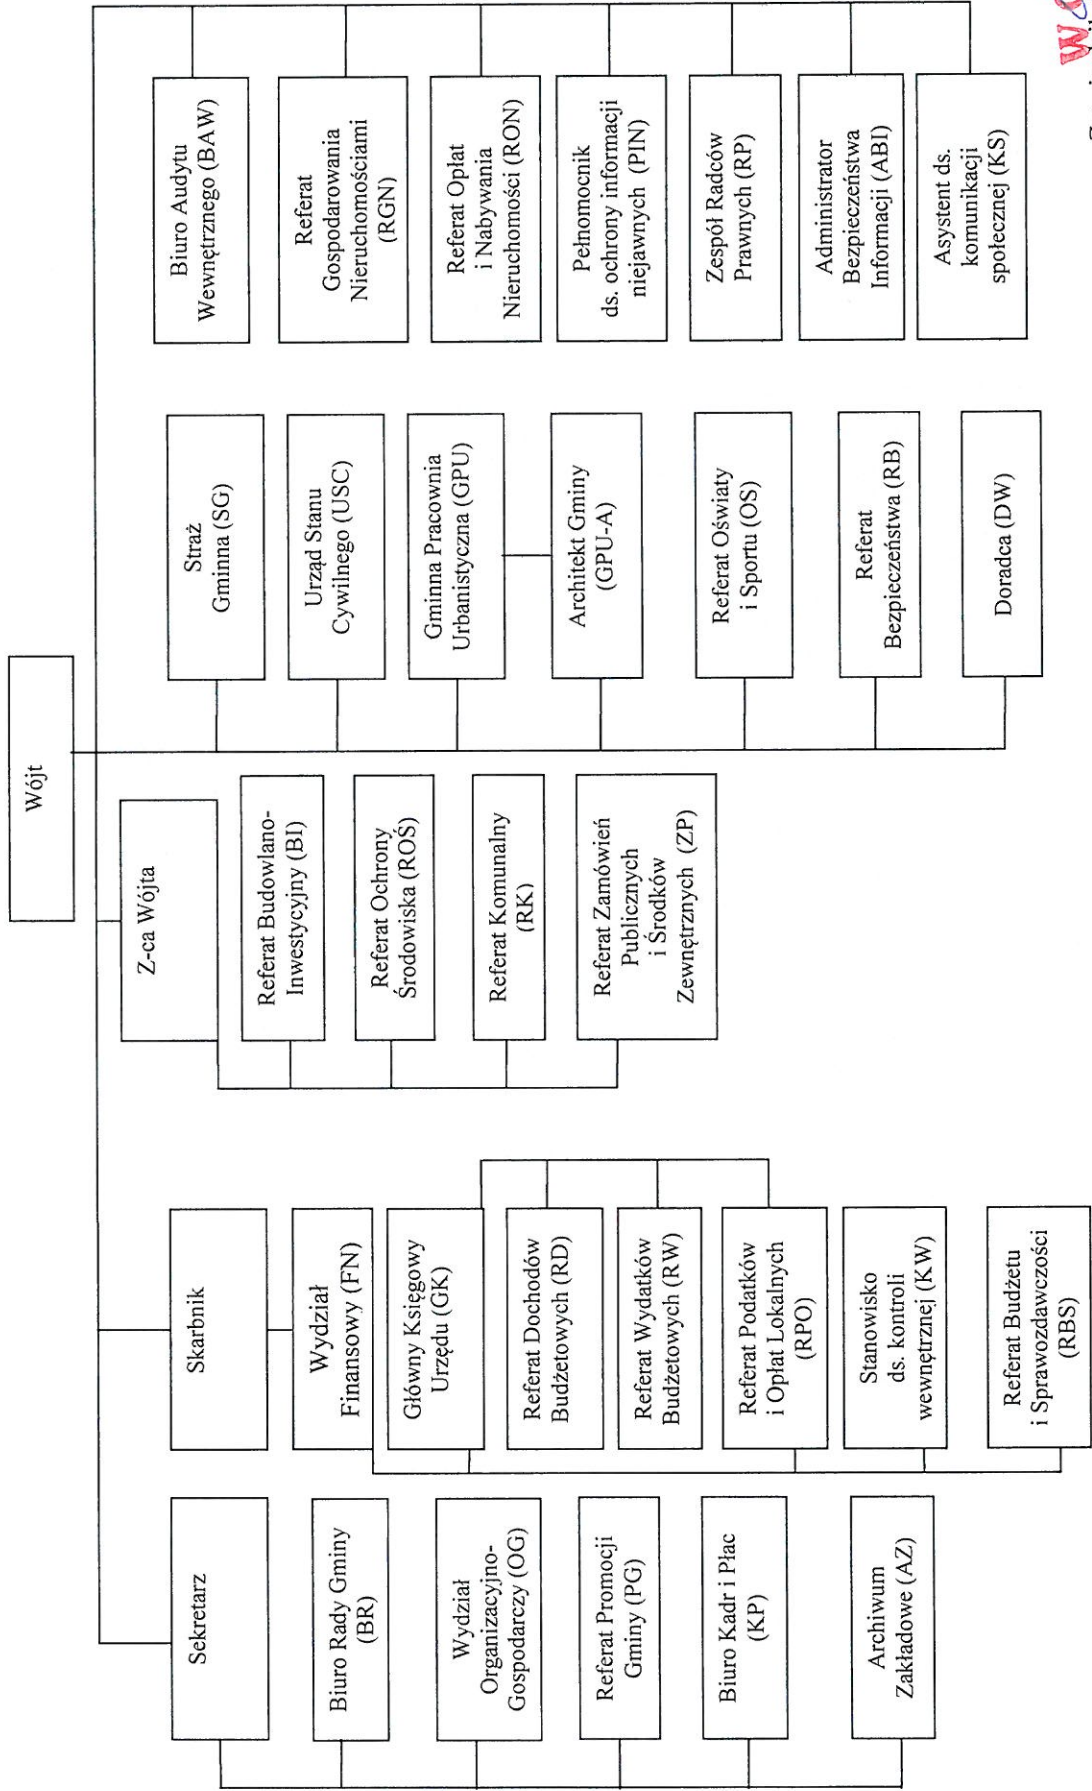 Wójt
Sekretarz
Biuro Rady Gminy
(BR)
Wydział
Organizacyjno-
Gospodarczy (OG)
Referat Promocji
Gminy (PG)
Biuro Kadr i Płac
(KP)
Archiwum
Zakładowe (AZ)
Skarbnik
Wydział
Finansowy (FN)
Główny Księgowy
Urzędu (GK)
Referat Dochodów
Budżetowych (RD)
Referat Wydatków
Budżetowych (RW)
Referat Podatków
i Opłat Lokalnych
(RPO)
Stanowisko
ds. kontroli
wewnętrznej (KW)
Referat Budżetu
i Sprawozdawczości
(RBS)
Z-ca Wójta
Referat Budowlano-
Inwestycyjny (BI)
Referat Ochrony
Środowiska (ROŚ)
Referat Komunalny
(RK)
Referat Zamówień
Publicznych
i Środków
Zewnętrznych (ZP)
Straż
Gminna (SG)
Urząd Stanu
Cywilnego (USC)
Gminna Pracownia
Urbanistyczna (GPU)
Architekt Gminy
(GPU-A)
Referat Oświaty
i Sportu (OS)
Referat
Bezpieczeństwa (RB)
Doradca (DW)
Biuro Audytu
Wewnętrznego (BAW)
Referat
Gospodarowania
Nieruchomościami
(RGN)
Referat Opłat
i Nabywania
Nieruchomości (RON)
Pełnomocnik
ds. ochrony informacji
niejawnych (PIN)
Zespół Radców
Prawnych (RP)
Administrator
Bezpieczeństwa
Informacji (ABI)
Asystent ds.
komunikacji
społecznej (KS)